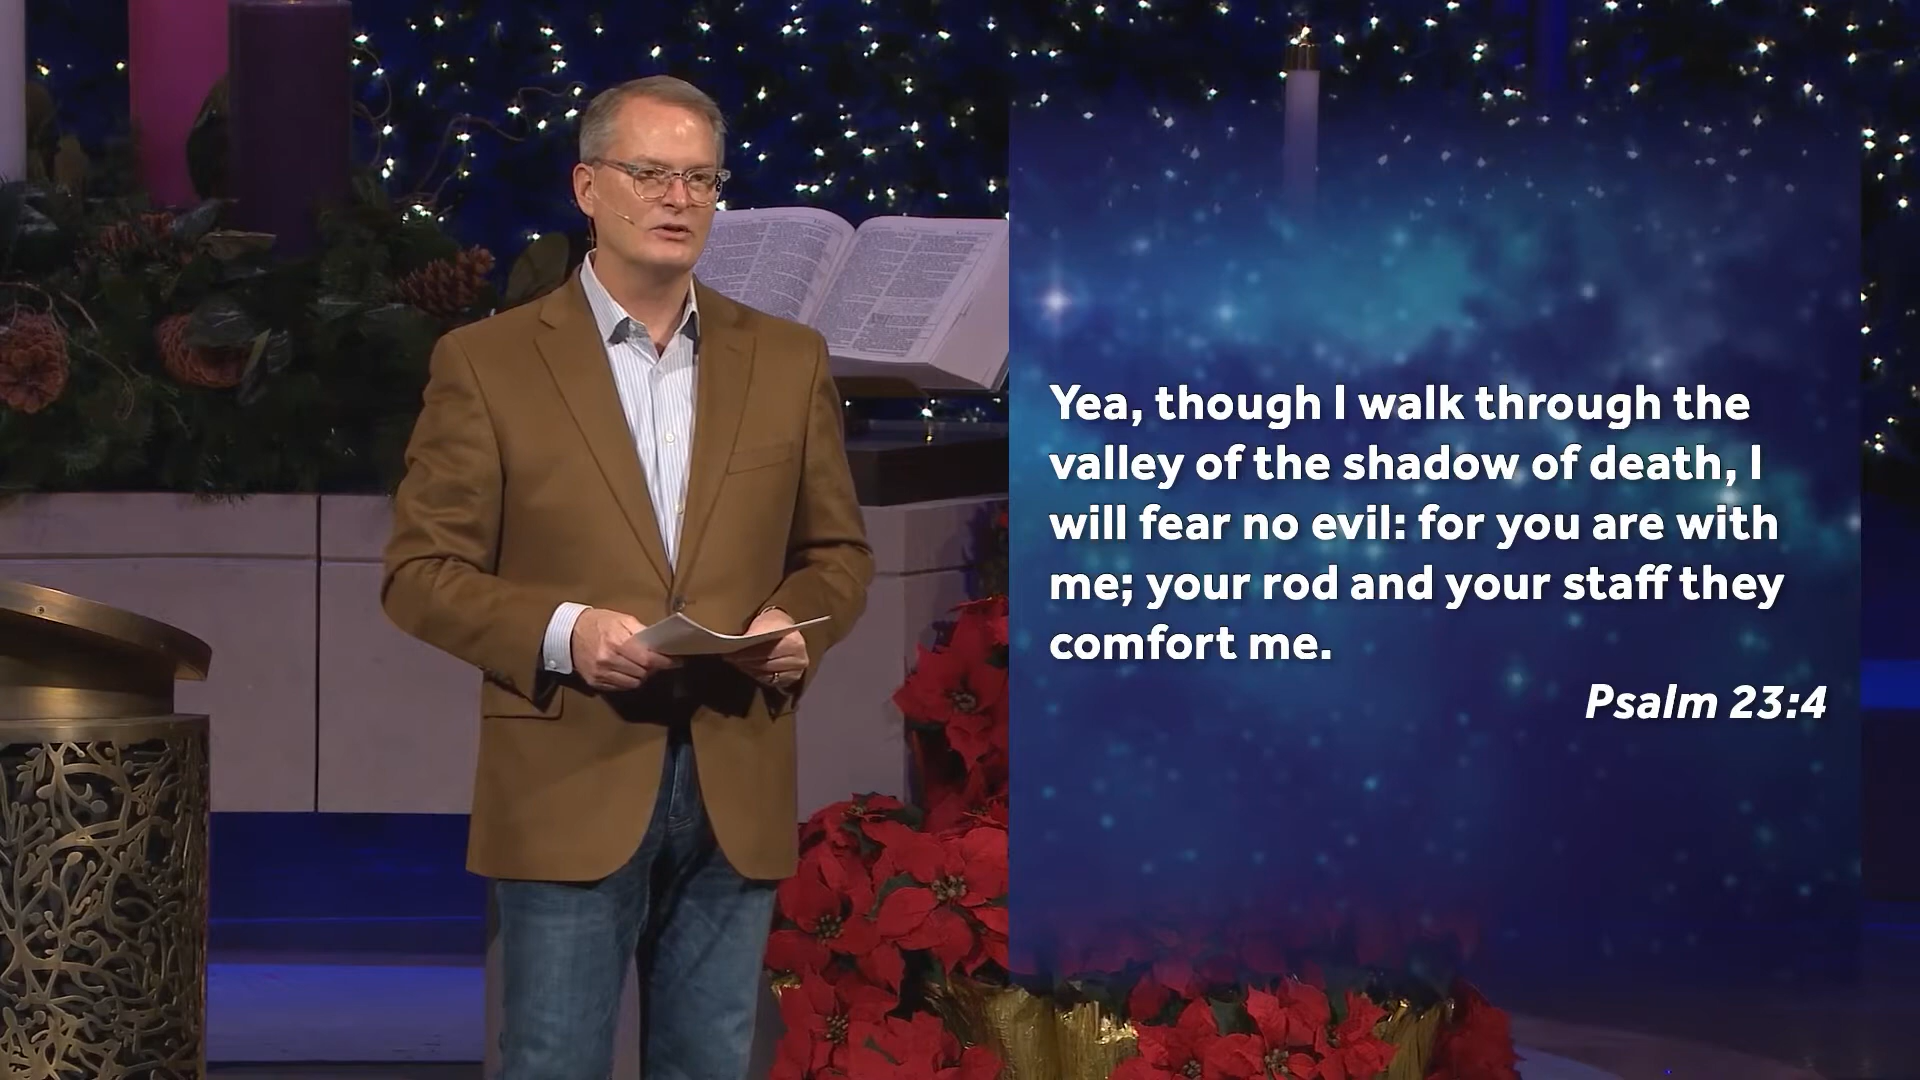 Yea, though I walk through the
valley of the shadow of death, I
will fear no evil: for you are with
me; your rod and your staff they
comfort me.
Psalm 23:4